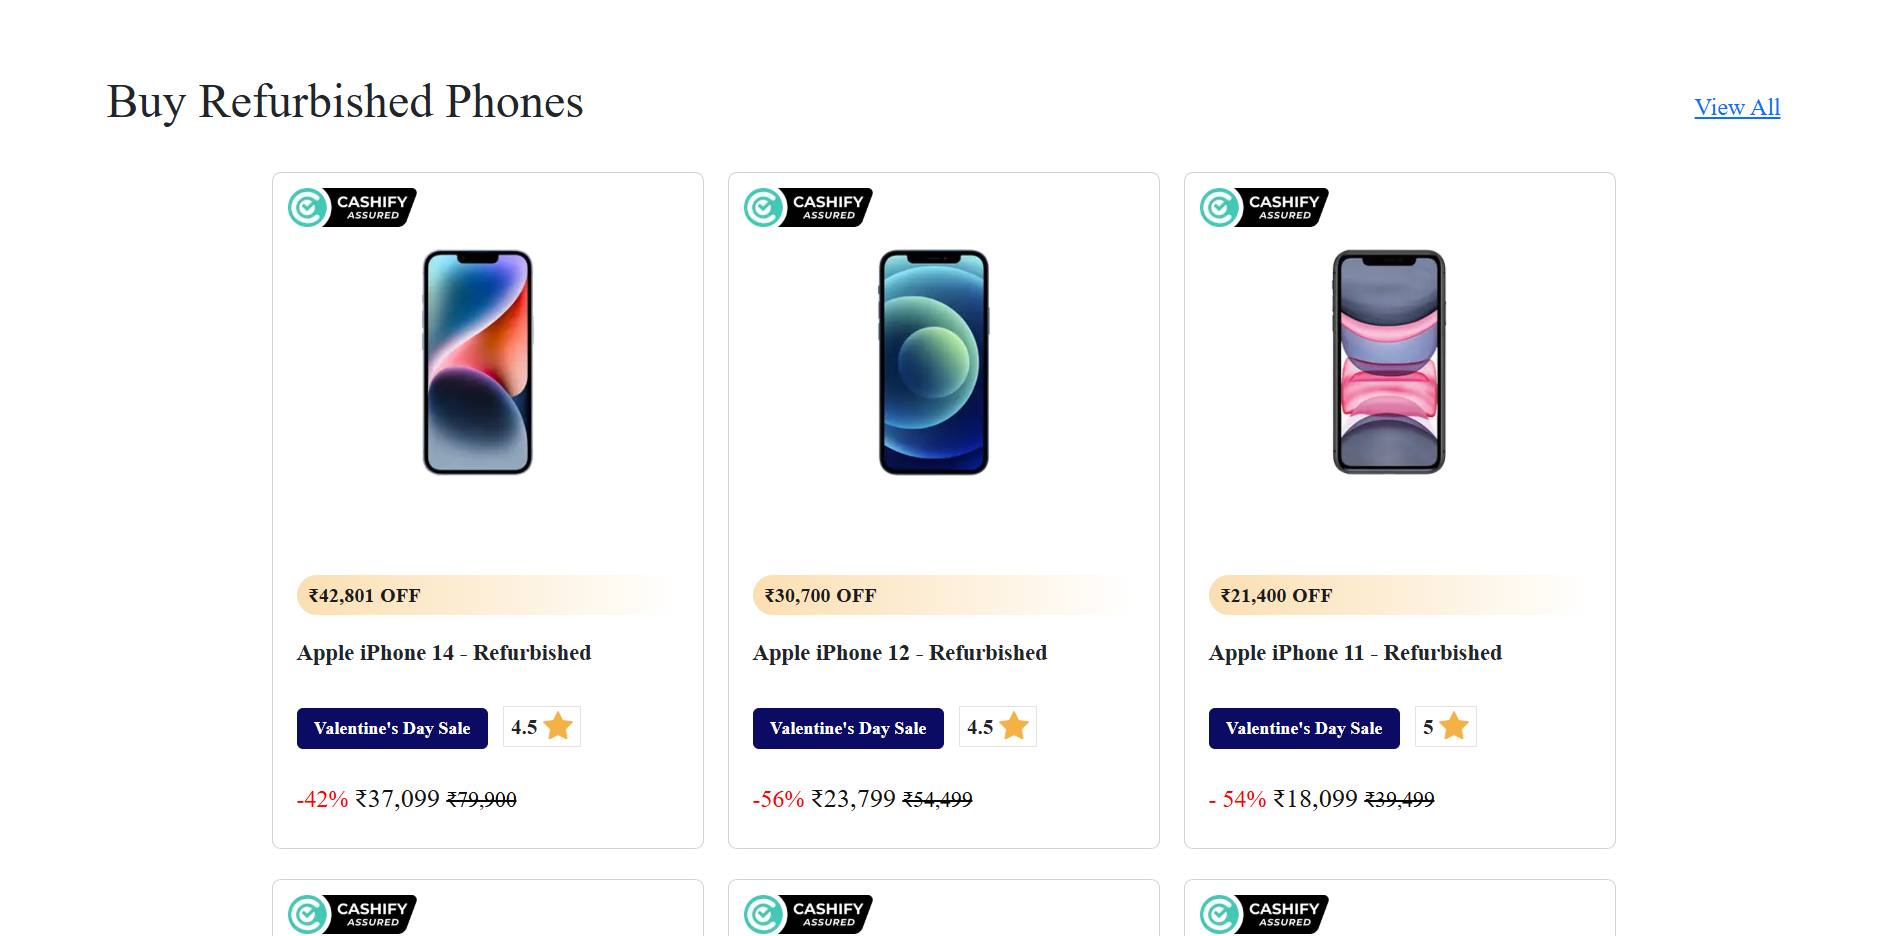 Buy Refurbished Phones
View All
CASHIFY
ASSURED
CASHIFY
ASSURED
CASHIFY
ASSURED
₹42,801 OFF
₹30,700 OFF
₹21,400 OFF
Apple iPhone 14 - Refurbished
Apple iPhone 12 - Refurbished
Apple iPhone 11 - Refurbished
Valentine's Day Sale 4.5
Valentine's Day Sale 4.5
Valentine's Day Sale 5
-42% ₹37,099 ₹79,900
-56% ₹23,799 ₹54,499
- 54% ₹18,099 ₹39,499
CASHIFY
ASSURED
CASHIFY
ASSURED
CASHIFY
ASSURED